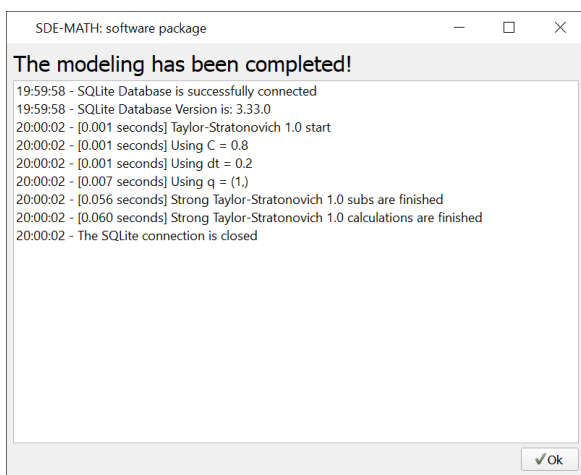 SDE-MATH: software package
The modeling has been completed!
19:59:58 - SQLite Database is successfully connected
19:59:58 - SQLite Database Version is: 3.33.0
20:00:02 - [0.001 seconds] Taylor-Stratonovich 1.0 start
20:00:02 - [0.001 seconds] Using C = 0.8
20:00:02 - [0.001 seconds] Using dt = 0.2
20:00:02 - [0.007 seconds] Using q = (1,)
20:00:02 - [0.056 seconds] Strong Taylor-Stratonovich 1.0 subs are finished
20:00:02 - [0.060 seconds] Strong Taylor-Stratonovich 1.0 calculations are finished
20:00:02 - The SQLite connection is closed
Ok